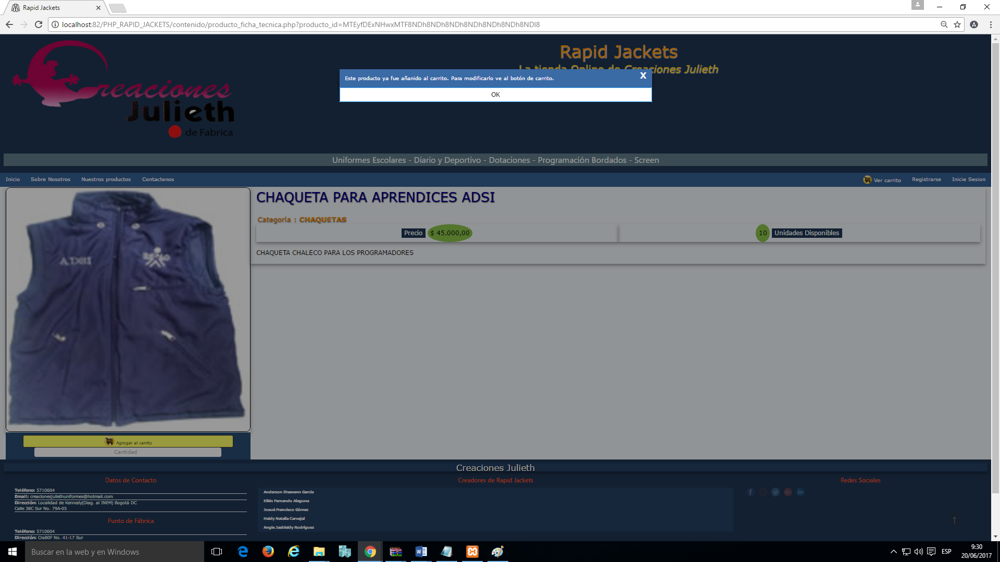 Rapid Jackets
localhost:82/PHP_RAPID_JACKETS/contenido/producto_ficha_tecnica.php?producto_id=MTEyfDExNHwxMTF8NDh8NDh8NDh8NDh8NDh8NDh8NDI8
Rapid Jackets
La tienda Online de Creaciones Julieth
Este producto ya fue añanido al carrito. Para modificarlo ve al botón de carrito.
X
OK
Creaciones
Julieth
de Fabrica
Uniformes Escolares - Diario y Deportivo - Dotaciones - Programación Bordados - Screen
Inicio Sobre Nosotros Nuestros productos Contactenos Ver carrito Registrarse Inicie Sesion
CHAQUETA PARA APRENDICES ADSI
Categoria : CHAQUETAS
Precio $ 45.000,00 10 Unidades Disponibles
CHAQUETA CHALECO PARA LOS PROGRAMADORES
ADSI
Agregar al carrito
Cantidad
Creaciones Julieth
Datos de Contacto
Teléfono: 5710604
Email: creacionesjuliethuniformes@hotmail.com
Dirección: Localidad de Kennedy(Diag. al INEM) Bogotá DC
Calle 38C Sur No. 79A-05
Punto de Fábrica
Teléfono: 5710604
Dirección: Cra80F No. 41-17 Sur
Creadores de Rapid Jackets
Anderson Steevenn Garcia
Elkin Fernando Alaguna
Josué Francisco Gómez
Heidy Natalia Carvajal
Angie Jasbleidy Rodríguez
Redes Sociales
Buscar en la web y en Windows
ESP
9:30
20/06/2017